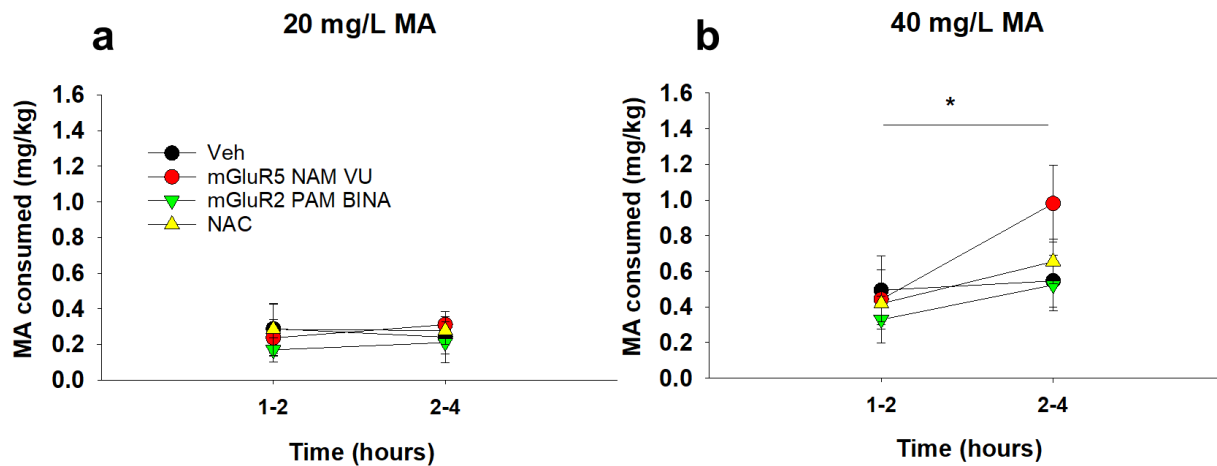 a
20 mg/L MA
MA consumed (mg/kg)
1.6
1.4
1.2
1.0
0.8
0.6
0.4
0.2
0.0
Veh
mGluR5 NAM VU
mGluR2 PAM BINA
NAC
1-2
2-4
Time (hours)
b
40 mg/L MA
MA consumed (mg/kg)
1.6
1.4
1.2
1.0
0.8
0.6
0.4
0.2
0.0
*
1-2
2-4
Time (hours)